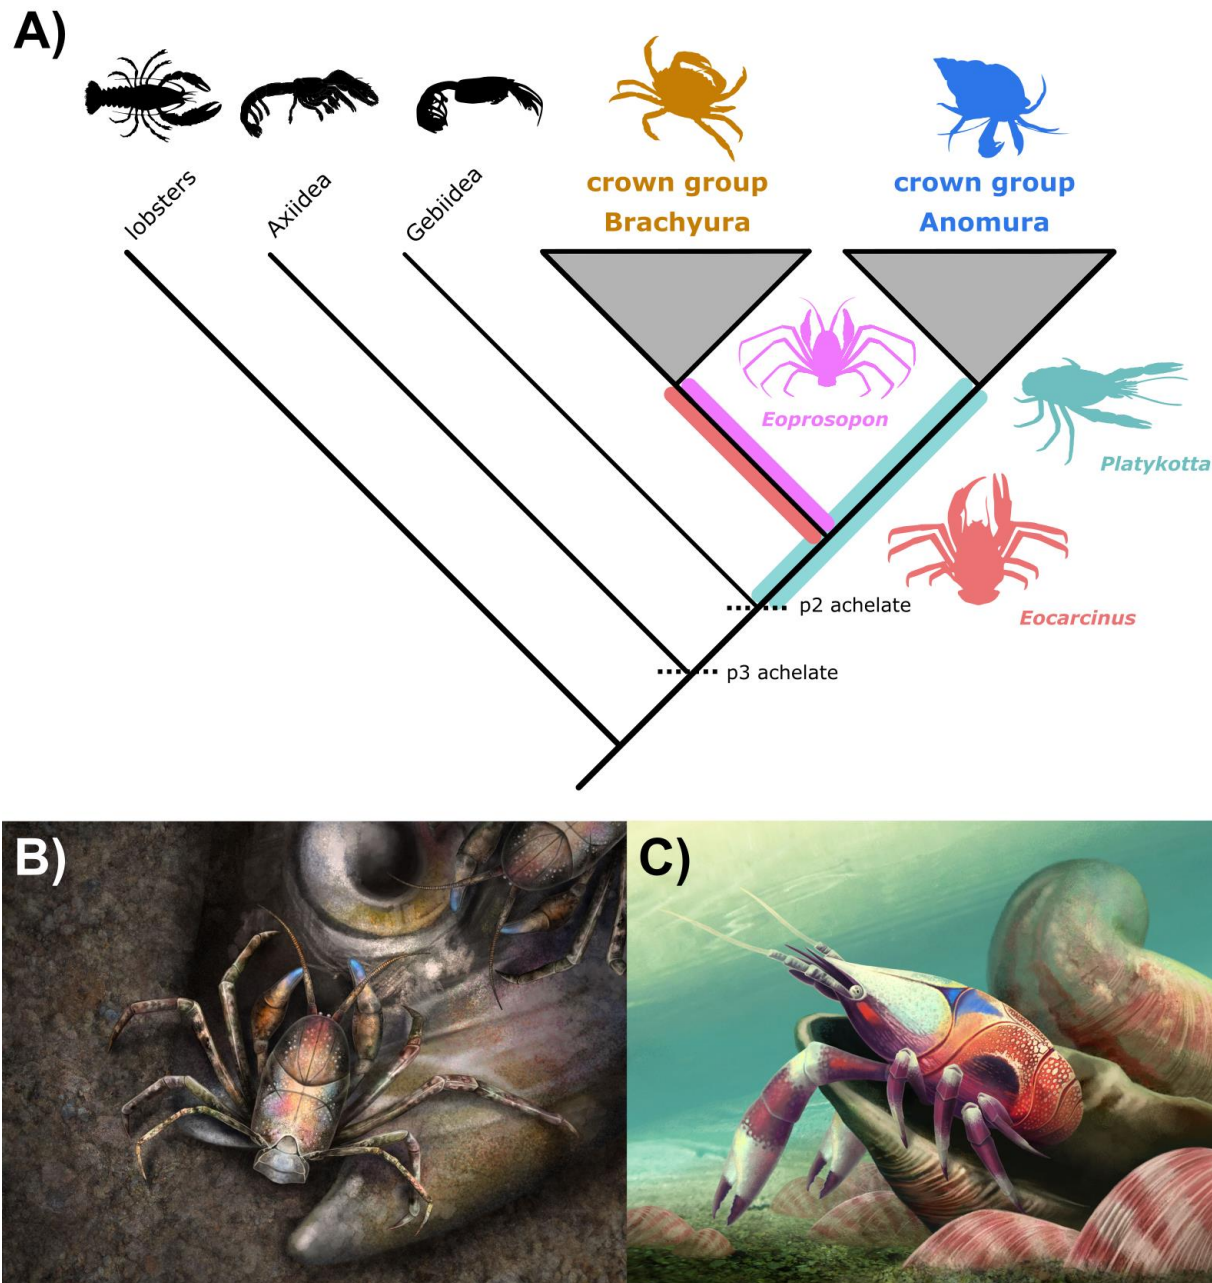 A)
lobsters
Axiidea
Gebiidea
crown group
Brachyura
crown group
Anomura
Eoprosopon
Platykotta
Eocarcinus
p2 achelate
p3 achelate
B)
C)